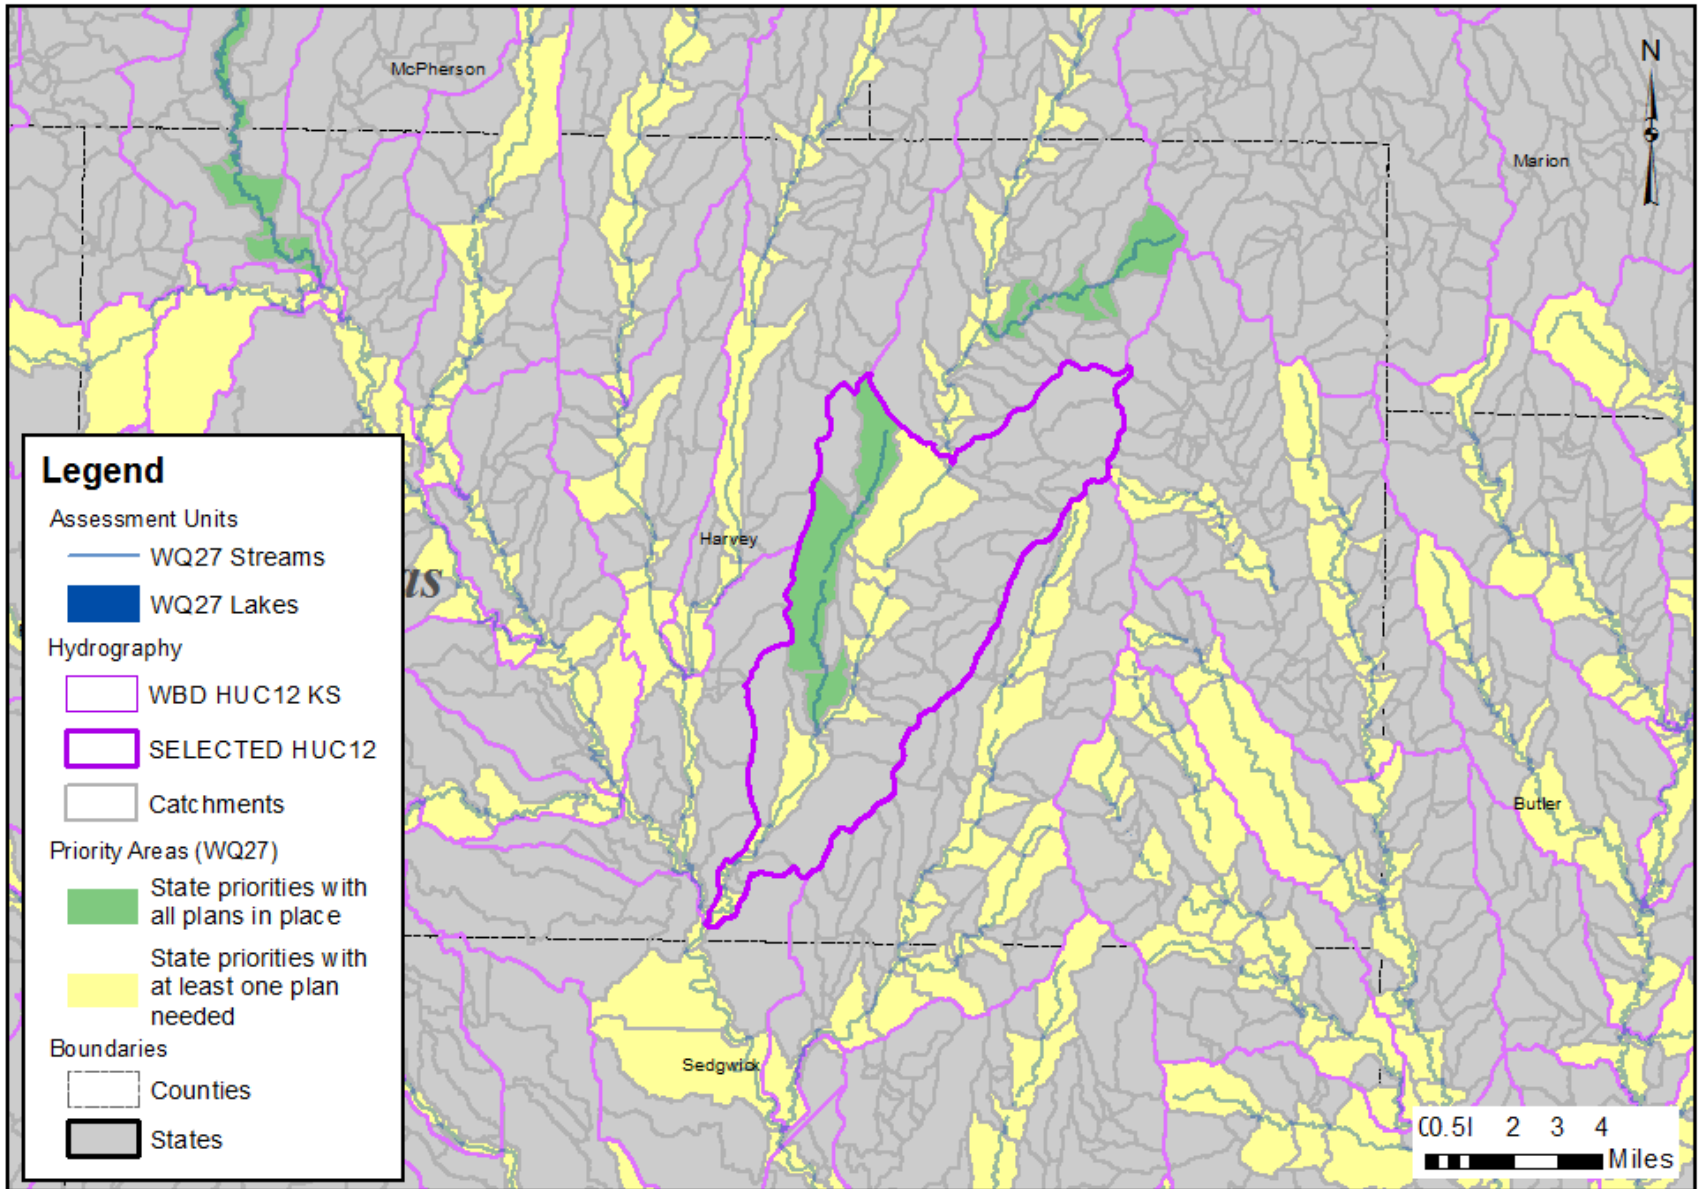 McPherson
N
Marion
Harvey
as
Butler
Sedgwick
Legend
Assessment Units
WQ27 Streams
WQ27 Lakes
Hydrography
WBD HUC12 KS
SELECTED HUC12
Catchments
Priority Areas (WQ27)
State priorities with
all plans in place
State priorities with
at least one plan
needed
Boundaries
Counties
States
2 3 4
Miles